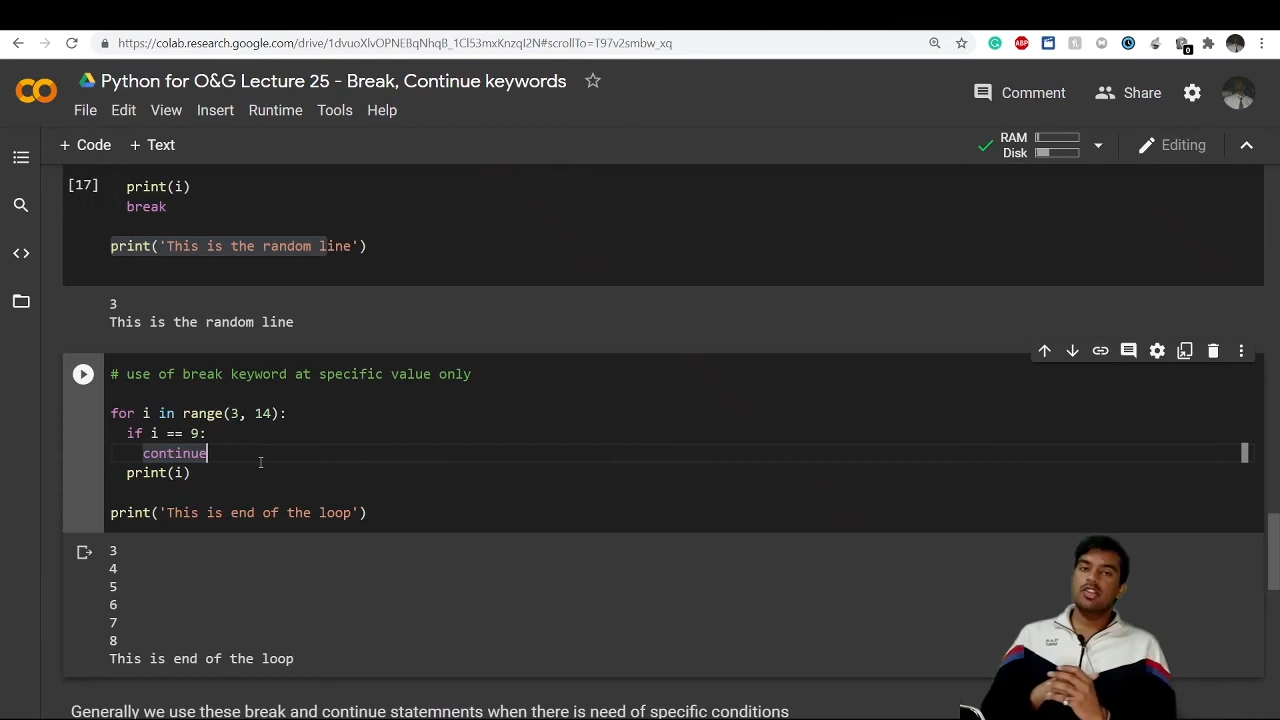 https://colab.research.google.com/drive/1dvuoXlvOPNEBqNhqB_1Cl53mxKnzqI2N#scrollTo=T97v2smbw_xq
ABP
0
Python for O&G Lecture 25 - Break, Continue keywords
File Edit View Insert Runtime Tools Help
Comment Share
+ Code + Text
RAM
Disk
Editing
[17]
print(i)
break
print('This is the random line')
3
This is the random line
# use of break keyword at specific value only
for i in range(3, 14):
if i == 9:
continue
print(i)
print('This is end of the loop')
3
4
5
6
7
8
This is end of the loop
Generally we use these break and continue statemnents when there is need of specific conditions